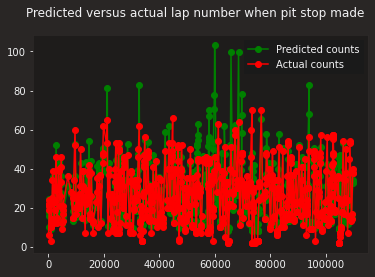 Predicted versus actual lap number when pit stop made
Predicted counts
Actual counts
100
80
60
40
20
0
0 20000 40000 60000 80000 100000